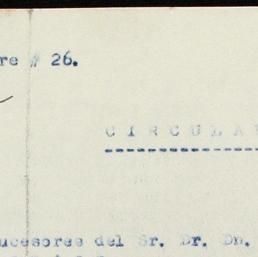 re # 26.
C I R C U L A
ucesores del Sr. Dr. Dn.